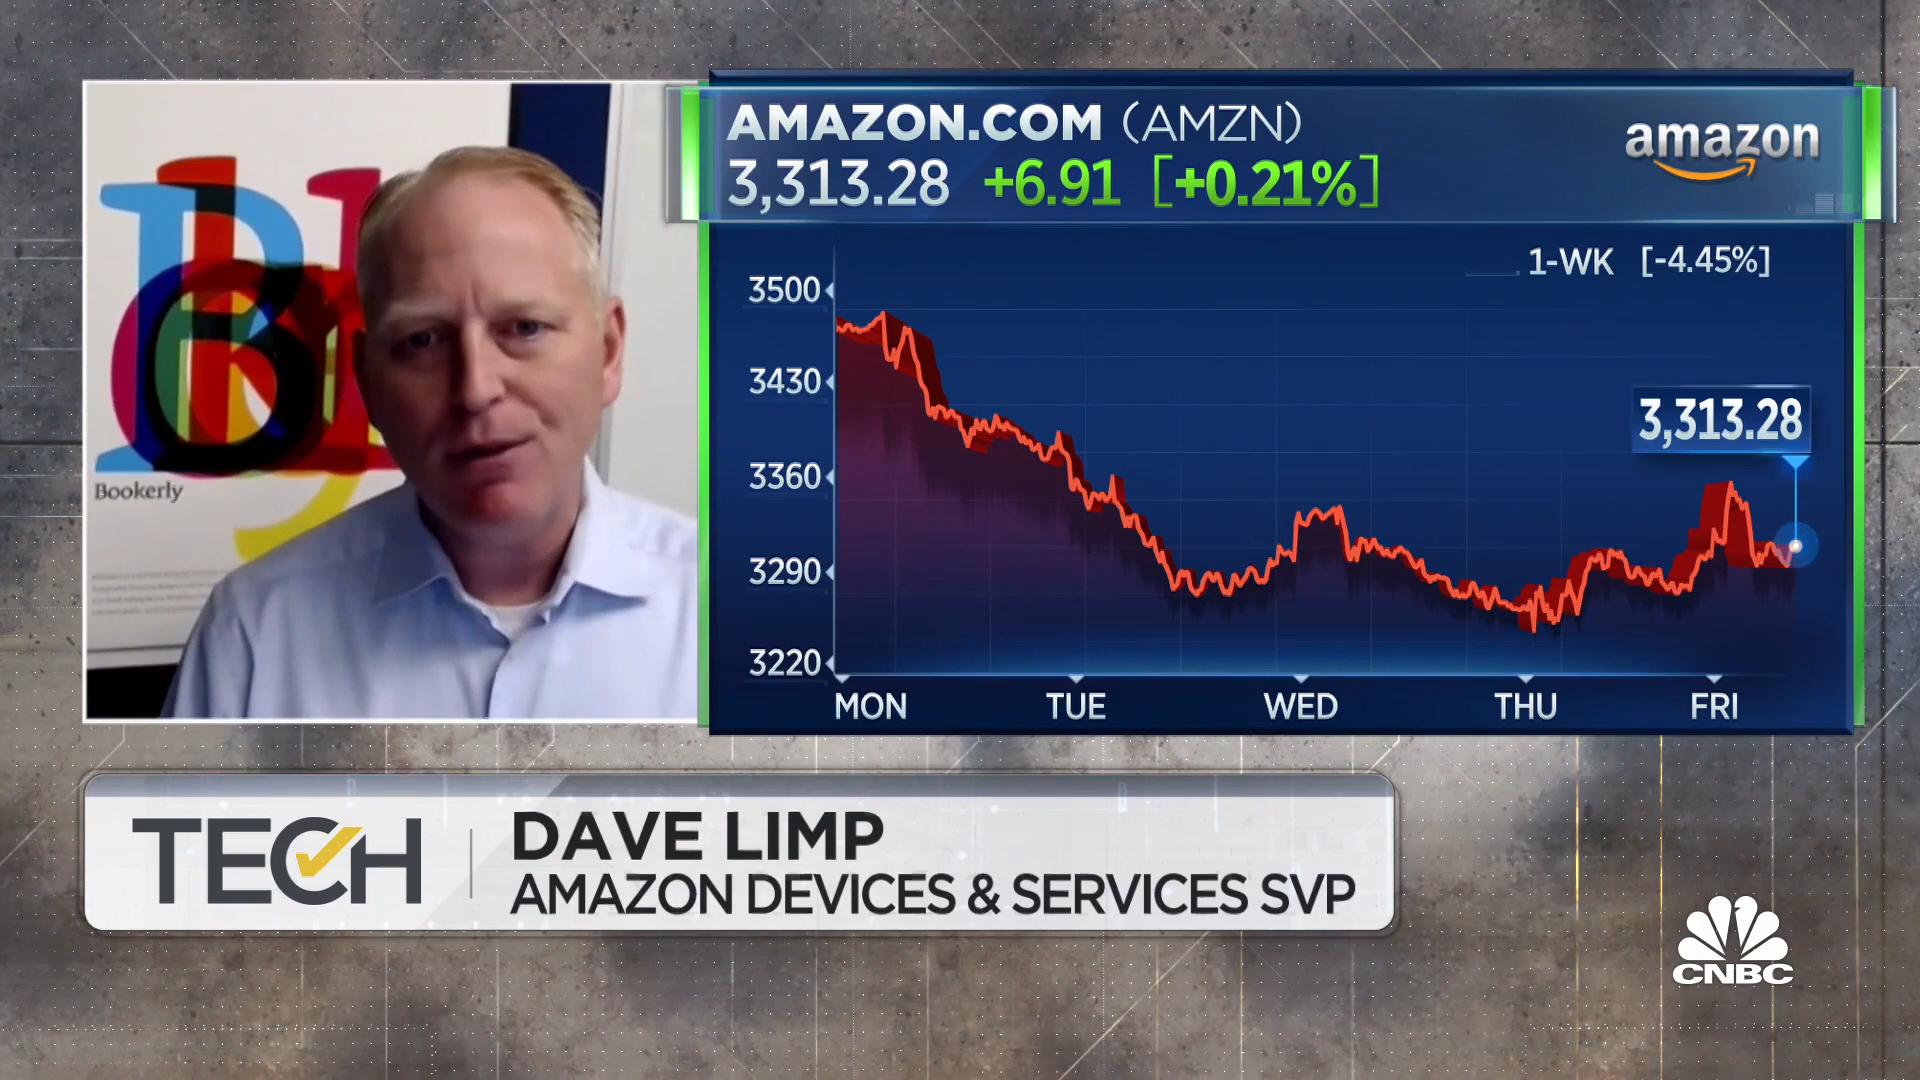 AMAZON.COM (AMZN)
3,313.28 +6.91 [+0.21%]
amazon
1-WK [-4.45%]
3500
3430
3360
3290
3220
3,313.28
MON TUE WED THU FRI
Bookerly
TECH
DAVE LIMP
AMAZON DEVICES & SERVICES SVP
CNBC